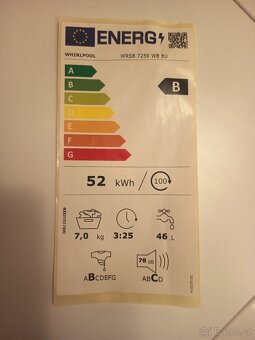 ENERG
WHIRLPOOL WRSB 7259 WB EU
A
B
C
D
E
F
G
B
52 kWh / 100
7,0 kg
3:25
46 L
ABCDEFG
78 dB
ABCD